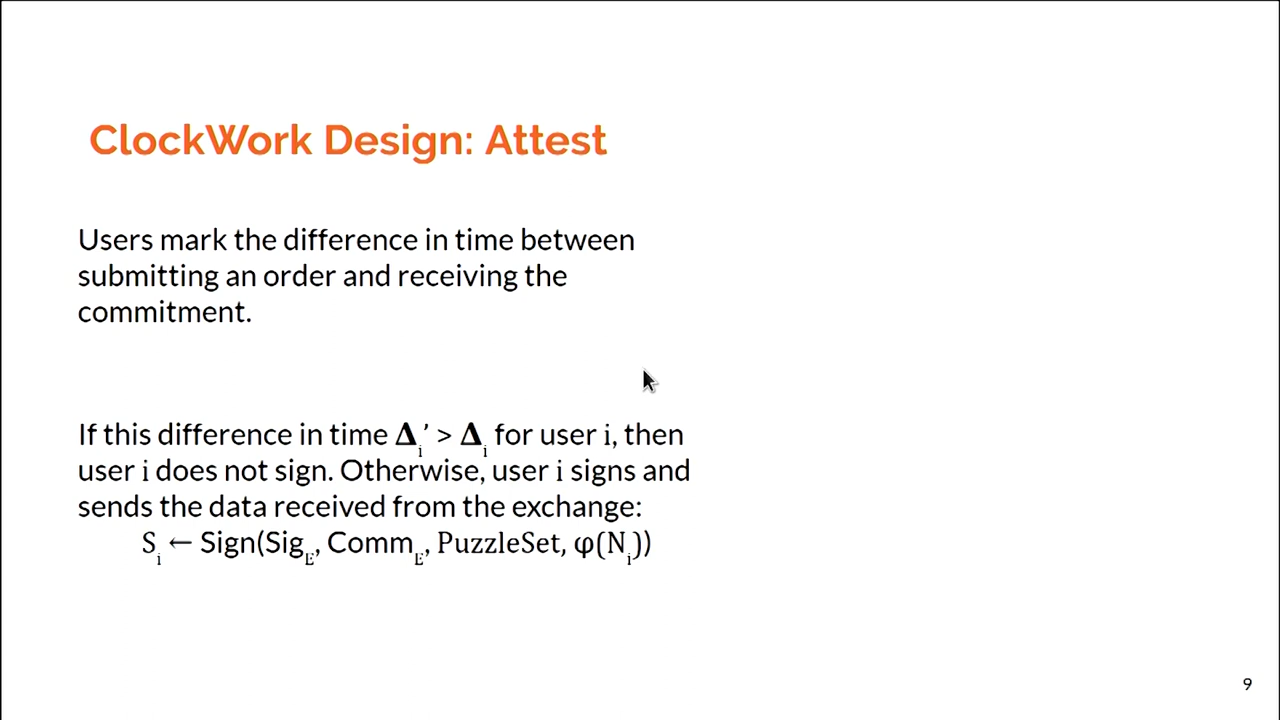 ClockWork Design: Attest
Users mark the difference in time between
submitting an order and receiving the
commitment.
If this difference in time Δᵢ’ > Δᵢ for user i, then
user i does not sign. Otherwise, user i signs and
sends the data received from the exchange:
Sᵢ ← Sign(Sig_E, Comm_E, PuzzleSet, φ(Nᵢ))
9